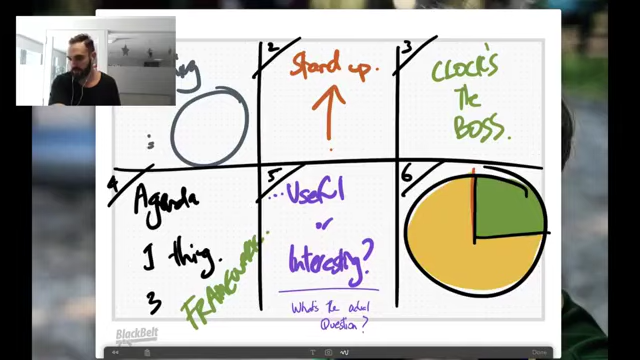 2
Stand up.
3
CLOCK'S
THE
BOSS.
4
Agenda
1 thing.
3
FRAMEWORK..
5
...Useful
or
Interesting?
What's the actual
Question?
6
BlackBelt
Done